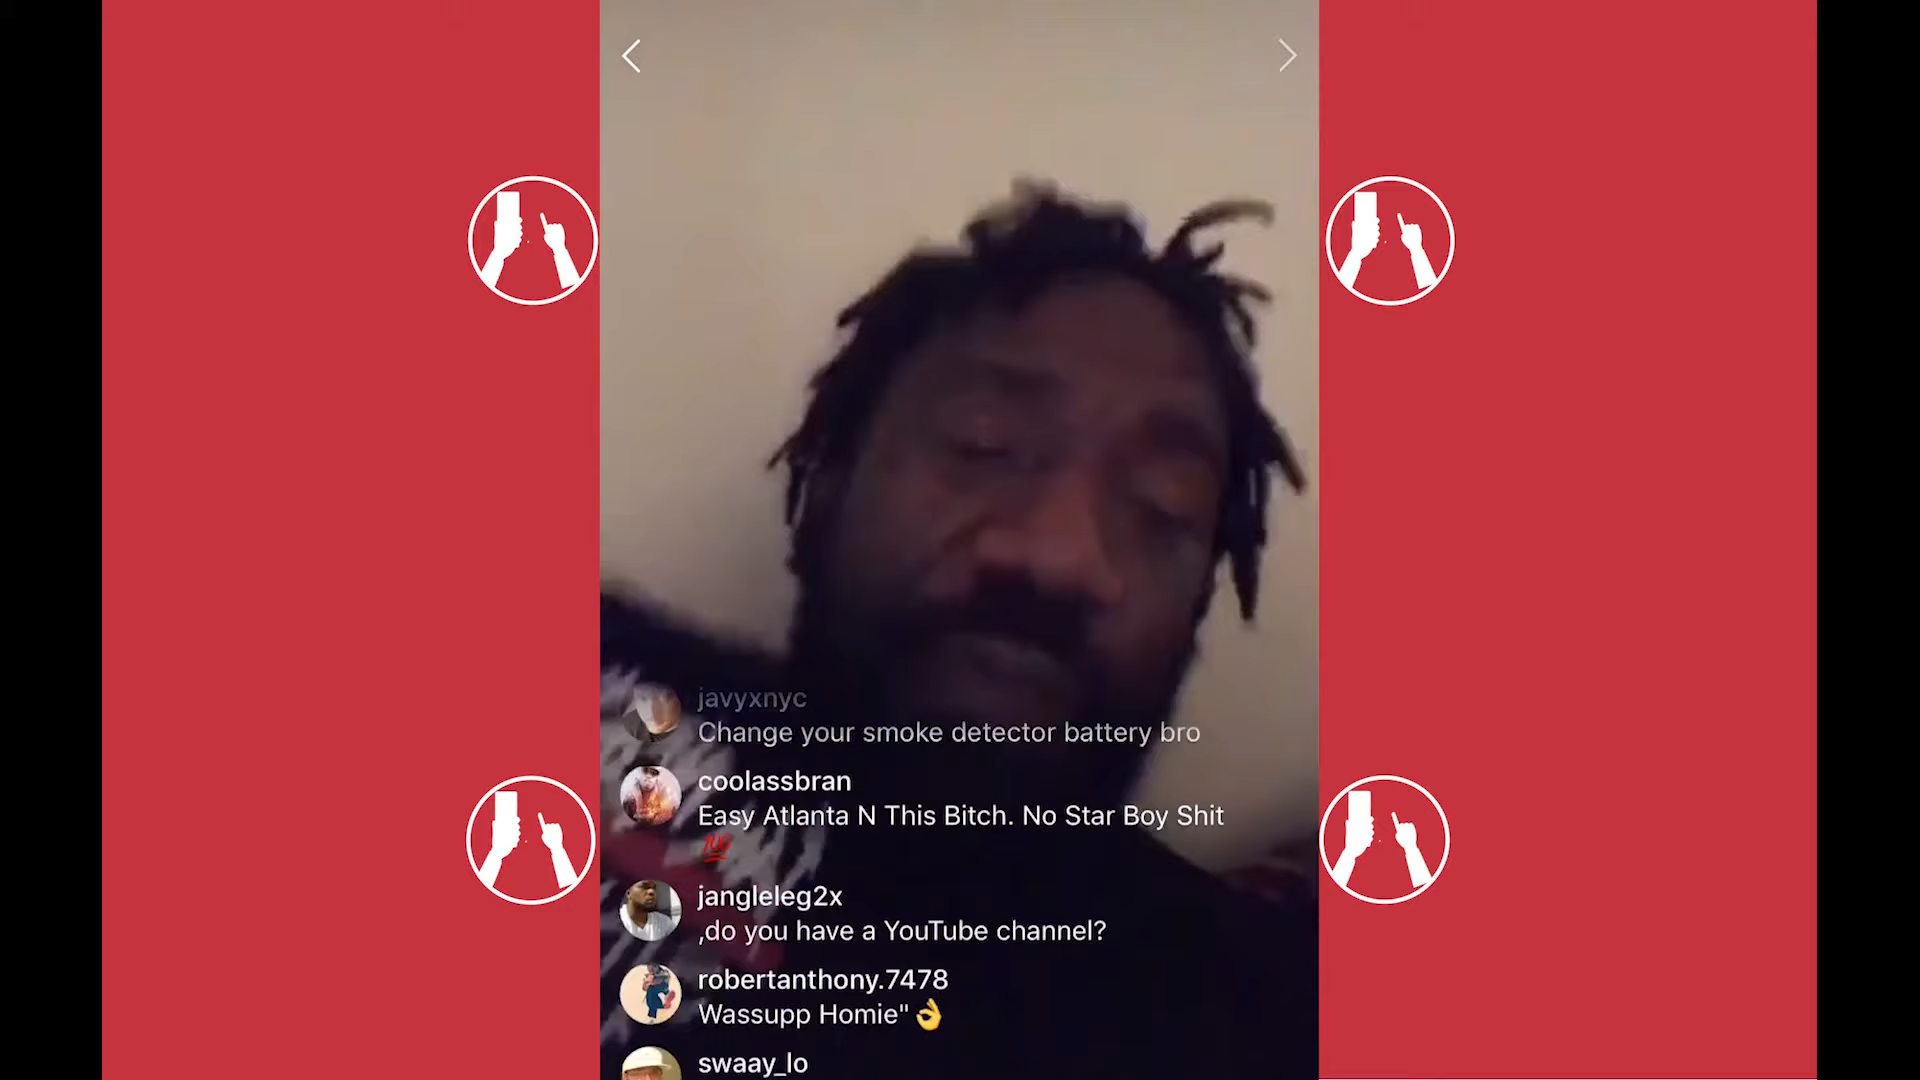 javyxnyc
Change your smoke detector battery bro
coolassbran
Easy Atlanta N This Bitch. No Star Boy Shit
💯
jangleleg2x
,do you have a YouTube channel?
robertanthony.7478
Wassupp Homie"👌
swaay_lo